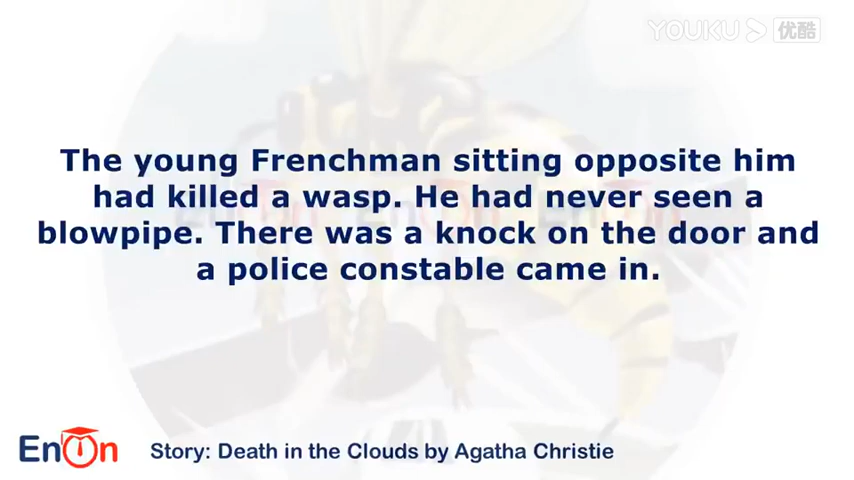 YOUKU 优酷
The young Frenchman sitting opposite him
had killed a wasp. He had never seen a
blowpipe. There was a knock on the door and
a police constable came in.
EnOn
Story: Death in the Clouds by Agatha Christie